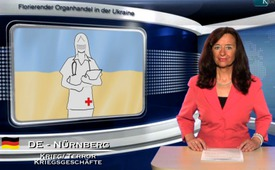 Florierender Organhandel in der Ukraine
K
DE - Nürnberg
Krieg/Terror
Kriegsgeschäfte